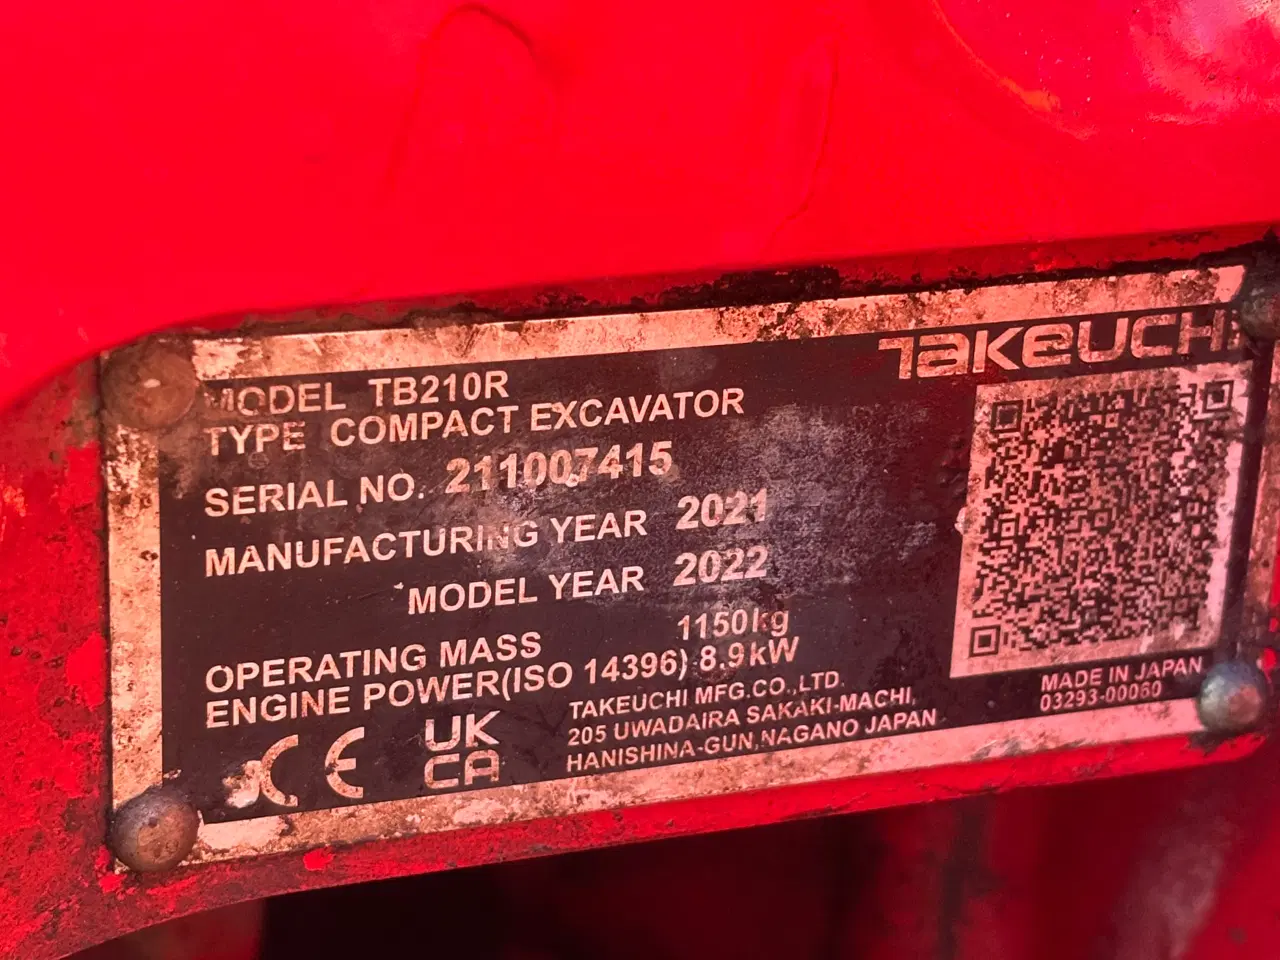 TAKEUCHI
MODEL TB210R
TYPE COMPACT EXCAVATOR
SERIAL NO. 211007415
MANUFACTURING YEAR 2021
MODEL YEAR 2022
OPERATING MASS 1150kg
ENGINE POWER(ISO 14396) 8.9kW
CE
UK
CA
TAKEUCHI MFG.CO.,LTD.
205 UWADAIRA SAKAKI-MACHI,
HANISHINA-GUN,NAGANO JAPAN
MADE IN JAPAN
03293-00060